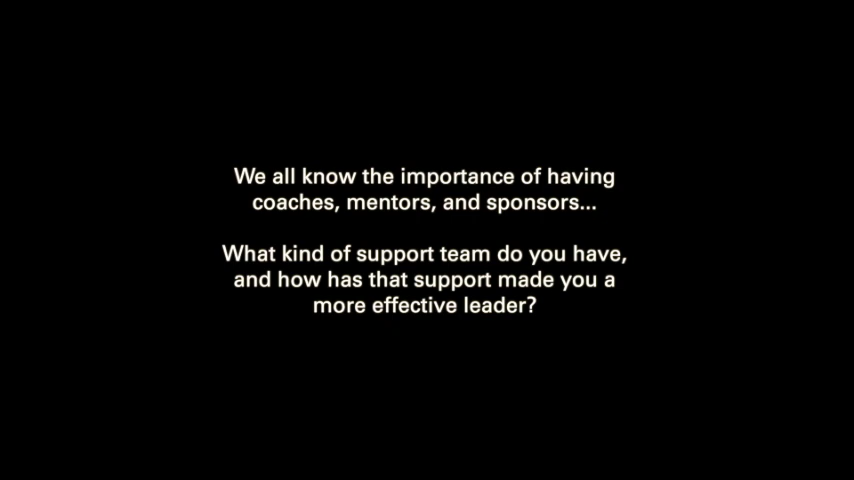 We all know the importance of having
coaches, mentors, and sponsors...
What kind of support team do you have,
and how has that support made you a
more effective leader?